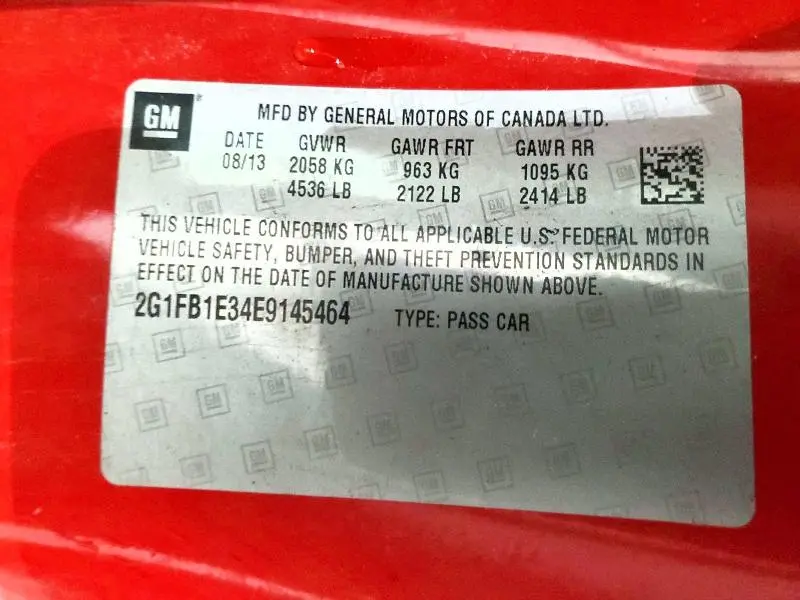 GM
MFD BY GENERAL MOTORS OF CANADA LTD.
DATE GVWR GAWR FRT GAWR RR
08/13 2058 KG 963 KG 1095 KG
4536 LB 2122 LB 2414 LB
THIS VEHICLE CONFORMS TO ALL APPLICABLE U.S. FEDERAL MOTOR
VEHICLE SAFETY, BUMPER, AND THEFT PREVENTION STANDARDS IN
EFFECT ON THE DATE OF MANUFACTURE SHOWN ABOVE.
2G1FB1E34E9145464 TYPE: PASS CAR